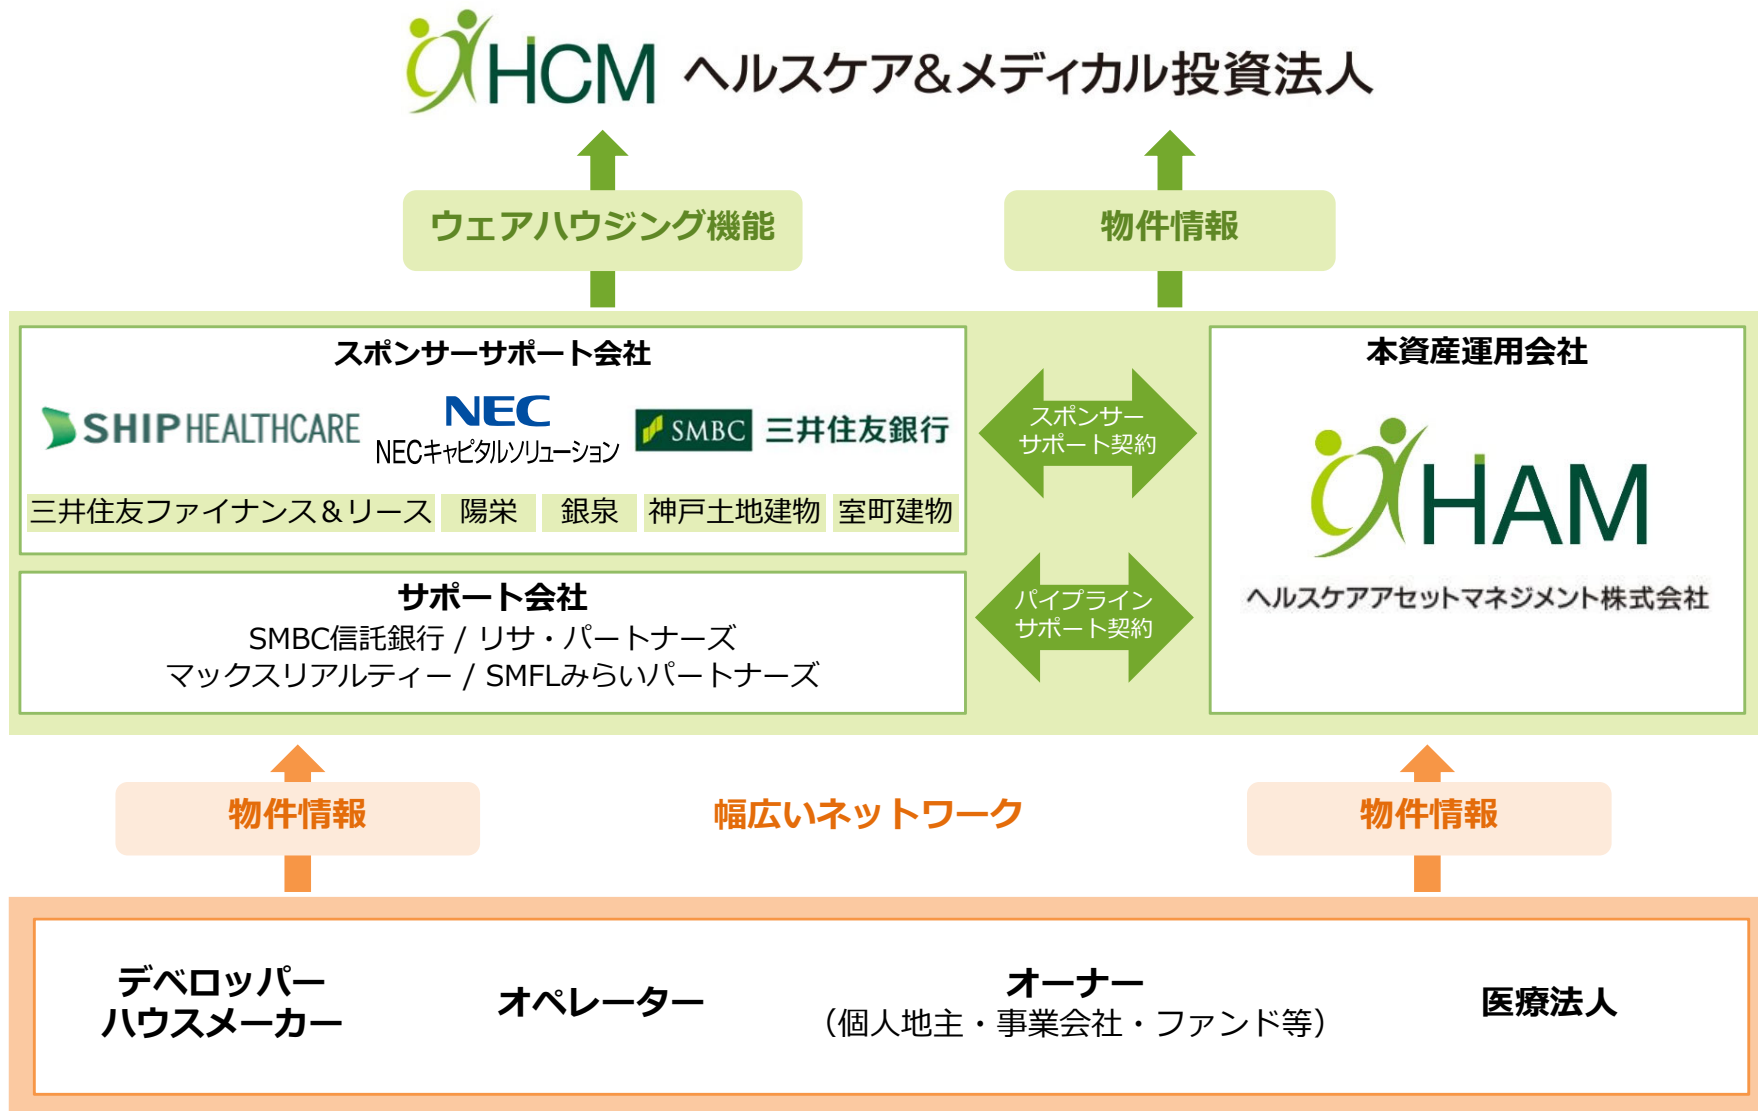 HCM ヘルスケア&メディカル投資法人
ウェアハウジング機能
物件情報
スポンサーサポート会社
SHIP HEALTHCARE
NEC
NECキャピタルソリューション
SMBC 三井住友銀行
三井住友ファイナンス＆リース
陽栄
銀泉
神戸土地建物
室町建物
スポンサー
サポート契約
本資産運用会社
HAM
ヘルスケアアセットマネジメント株式会社
サポート会社
SMBC信託銀行 / リサ・パートナーズ
マックスリアルティー / SMFLみらいパートナーズ
パイプライン
サポート契約
物件情報
幅広いネットワーク
物件情報
デベロッパー
ハウスメーカー
オペレーター
オーナー
（個人地主・事業会社・ファンド等）
医療法人